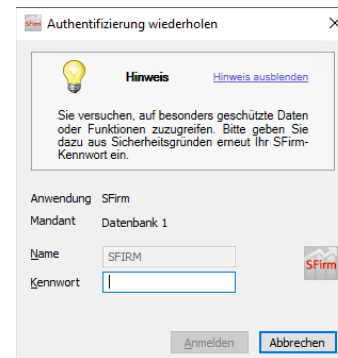 SFirm Authentifizierung wiederholen
Hinweis Hinweis ausblenden
Sie versuchen, auf besonders geschützte Daten
oder Funktionen zuzugreifen. Bitte geben Sie
dazu aus Sicherheitsgründen erneut Ihr SFirm-
Kennwort ein.
Anwendung SFirm
Mandant Datenbank 1
Name SFIRM
SFirm
Kennwort
Anmelden Abbrechen